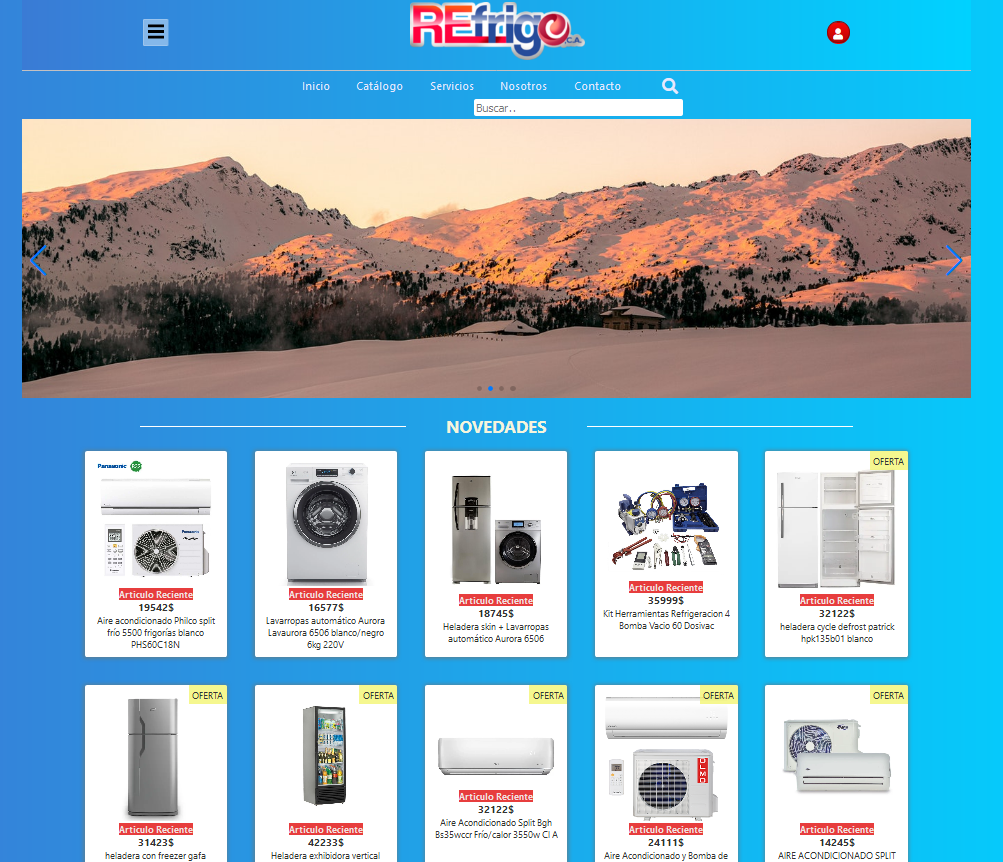 REfrigo C.A.
Inicio Catálogo Servicios Nosotros Contacto
Buscar..
NOVEDADES
Panasonic
Articulo Reciente
19542$
Aire acondicionado Philco split
frío 5500 frigorías blanco
PHS60C18N
Articulo Reciente
16577$
Lavarropas automático Aurora
Lavaurora 6506 blanco/negro
6kg 220V
Articulo Reciente
18745$
Heladera skin + Lavarropas
automático Aurora 6506
Articulo Reciente
35999$
Kit Herramientas Refrigeracion 4
Bomba Vacio 60 Dosivac
OFERTA
Articulo Reciente
32122$
heladera cycle defrost patrick
hpk135b01 blanco
OFERTA
Articulo Reciente
31423$
heladera con freezer gafa
OFERTA
Articulo Reciente
42233$
Heladera exhibidora vertical
OFERTA
Articulo Reciente
32122$
Aire Acondicionado Split Bgh
Bs35wccr Frío/calor 3550w Cl A
OFERTA
OLMO
Articulo Reciente
24111$
Aire Acondicionado y Bomba de
OFERTA
Articulo Reciente
14245$
AIRE ACONDICIONADO SPLIT